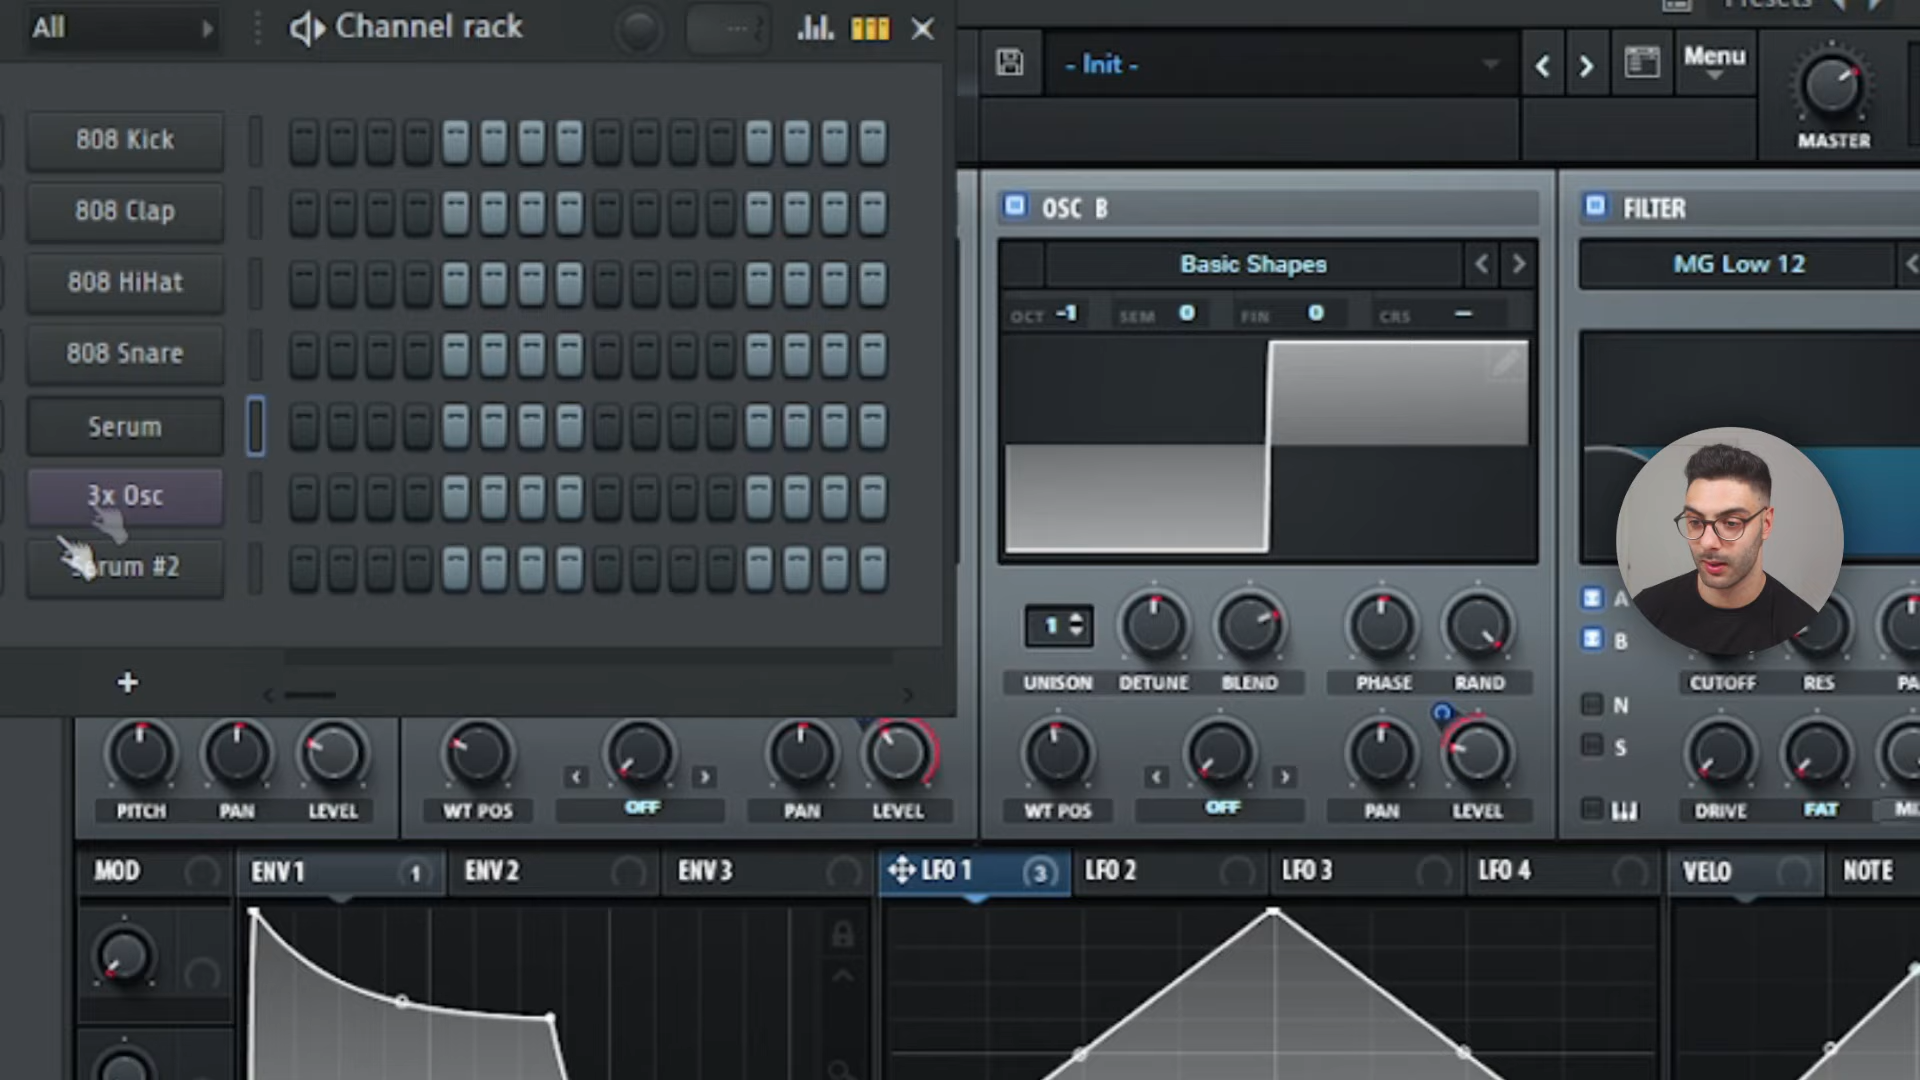 All
Channel rack
808 Kick
808 Clap
808 HiHat
808 Snare
Serum
3x Osc
Serum #2
+
Presets
- Init -
Menu
MASTER
OSC B
Basic Shapes
OCT -1 SEM 0 FIN 0 CRS –
1
UNISON DETUNE BLEND PHASE RAND
WT POS OFF PAN LEVEL
FILTER
MG Low 12
A
B
N
S
CUTOFF RES
DRIVE FAT
PITCH PAN LEVEL
WT POS OFF PAN LEVEL
MOD ENV 1 1 ENV 2 ENV 3 LFO 1 3 LFO 2 LFO 3 LFO 4 VELO NOTE